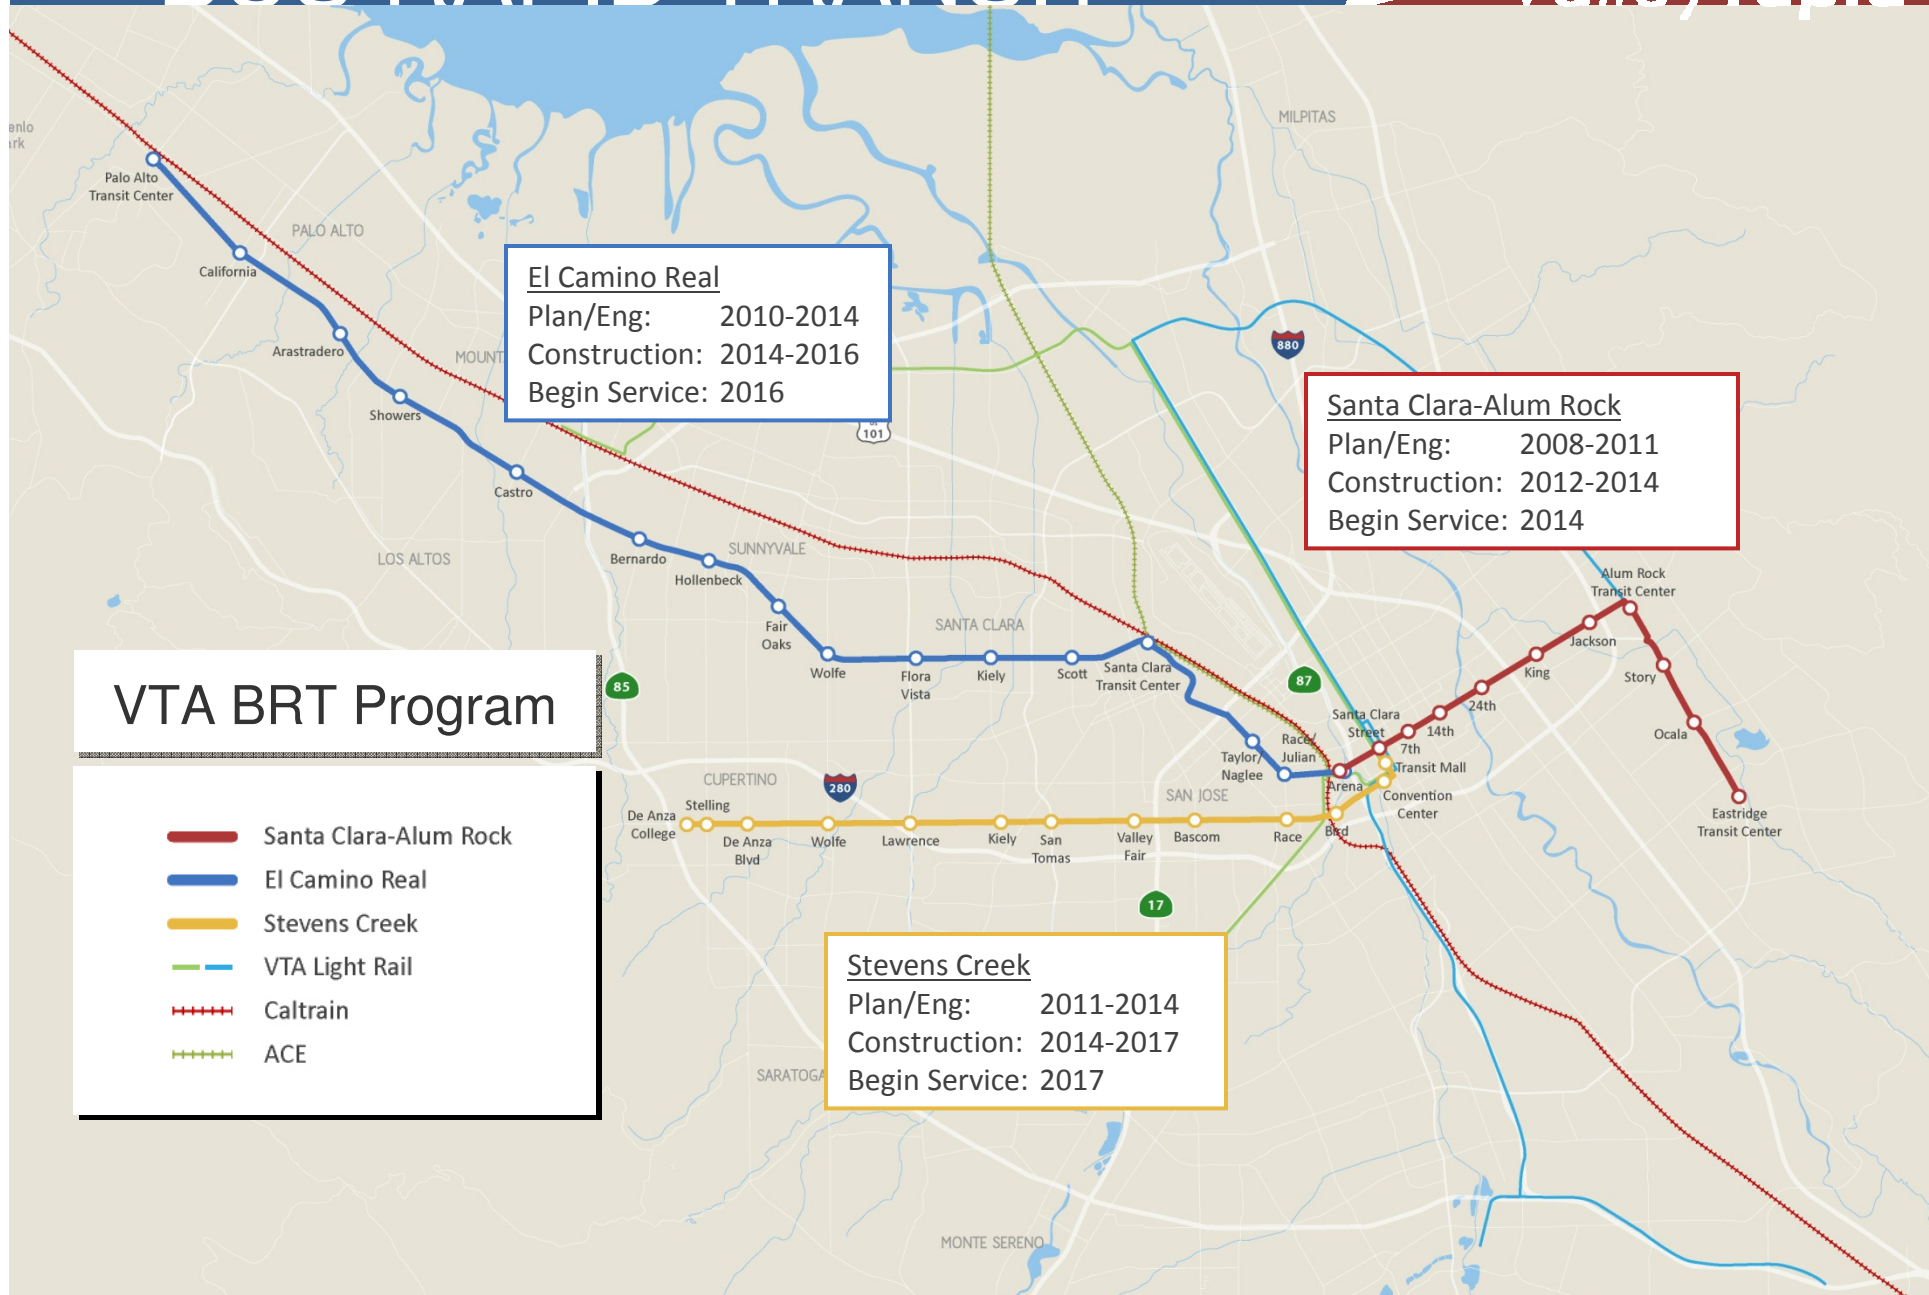 BUS RAPID TRANSIT
enlo
ark
MILPITAS
Palo Alto
Transit Center
PALO ALTO
California
Arastradero
MOUNT
Showers
Castro
LOS ALTOS
El Camino Real
Plan/Eng: 2010-2014
Construction: 2014-2016
Begin Service: 2016
101
880
Santa Clara-Alum Rock
Plan/Eng: 2008-2011
Construction: 2012-2014
Begin Service: 2014
Bernardo
SUNNYVALE
Hollenbeck
Fair
Oaks
Wolfe
Flora
Vista
SANTA CLARA
Kiely
Scott
Santa Clara
Transit Center
87
Taylor/
Naglee
Race/
Julian
Santa Clara
Street
Arena
7th
14th
24th
King
Jackson
Alum Rock
Transit Center
Story
Ocala
Eastridge
Transit Center
Transit Mall
Convention
Center
SAN JOSE
85
CUPERTINO
280
De Anza
College
Stelling
De Anza
Blvd
Wolfe
Lawrence
Kiely
San
Tomas
Valley
Fair
Bascom
Race
Bird
17
VTA BRT Program
Santa Clara-Alum Rock
El Camino Real
Stevens Creek
VTA Light Rail
Caltrain
ACE
Stevens Creek
Plan/Eng: 2011-2014
Construction: 2014-2017
Begin Service: 2017
SARATOGA
MONTE SERENO